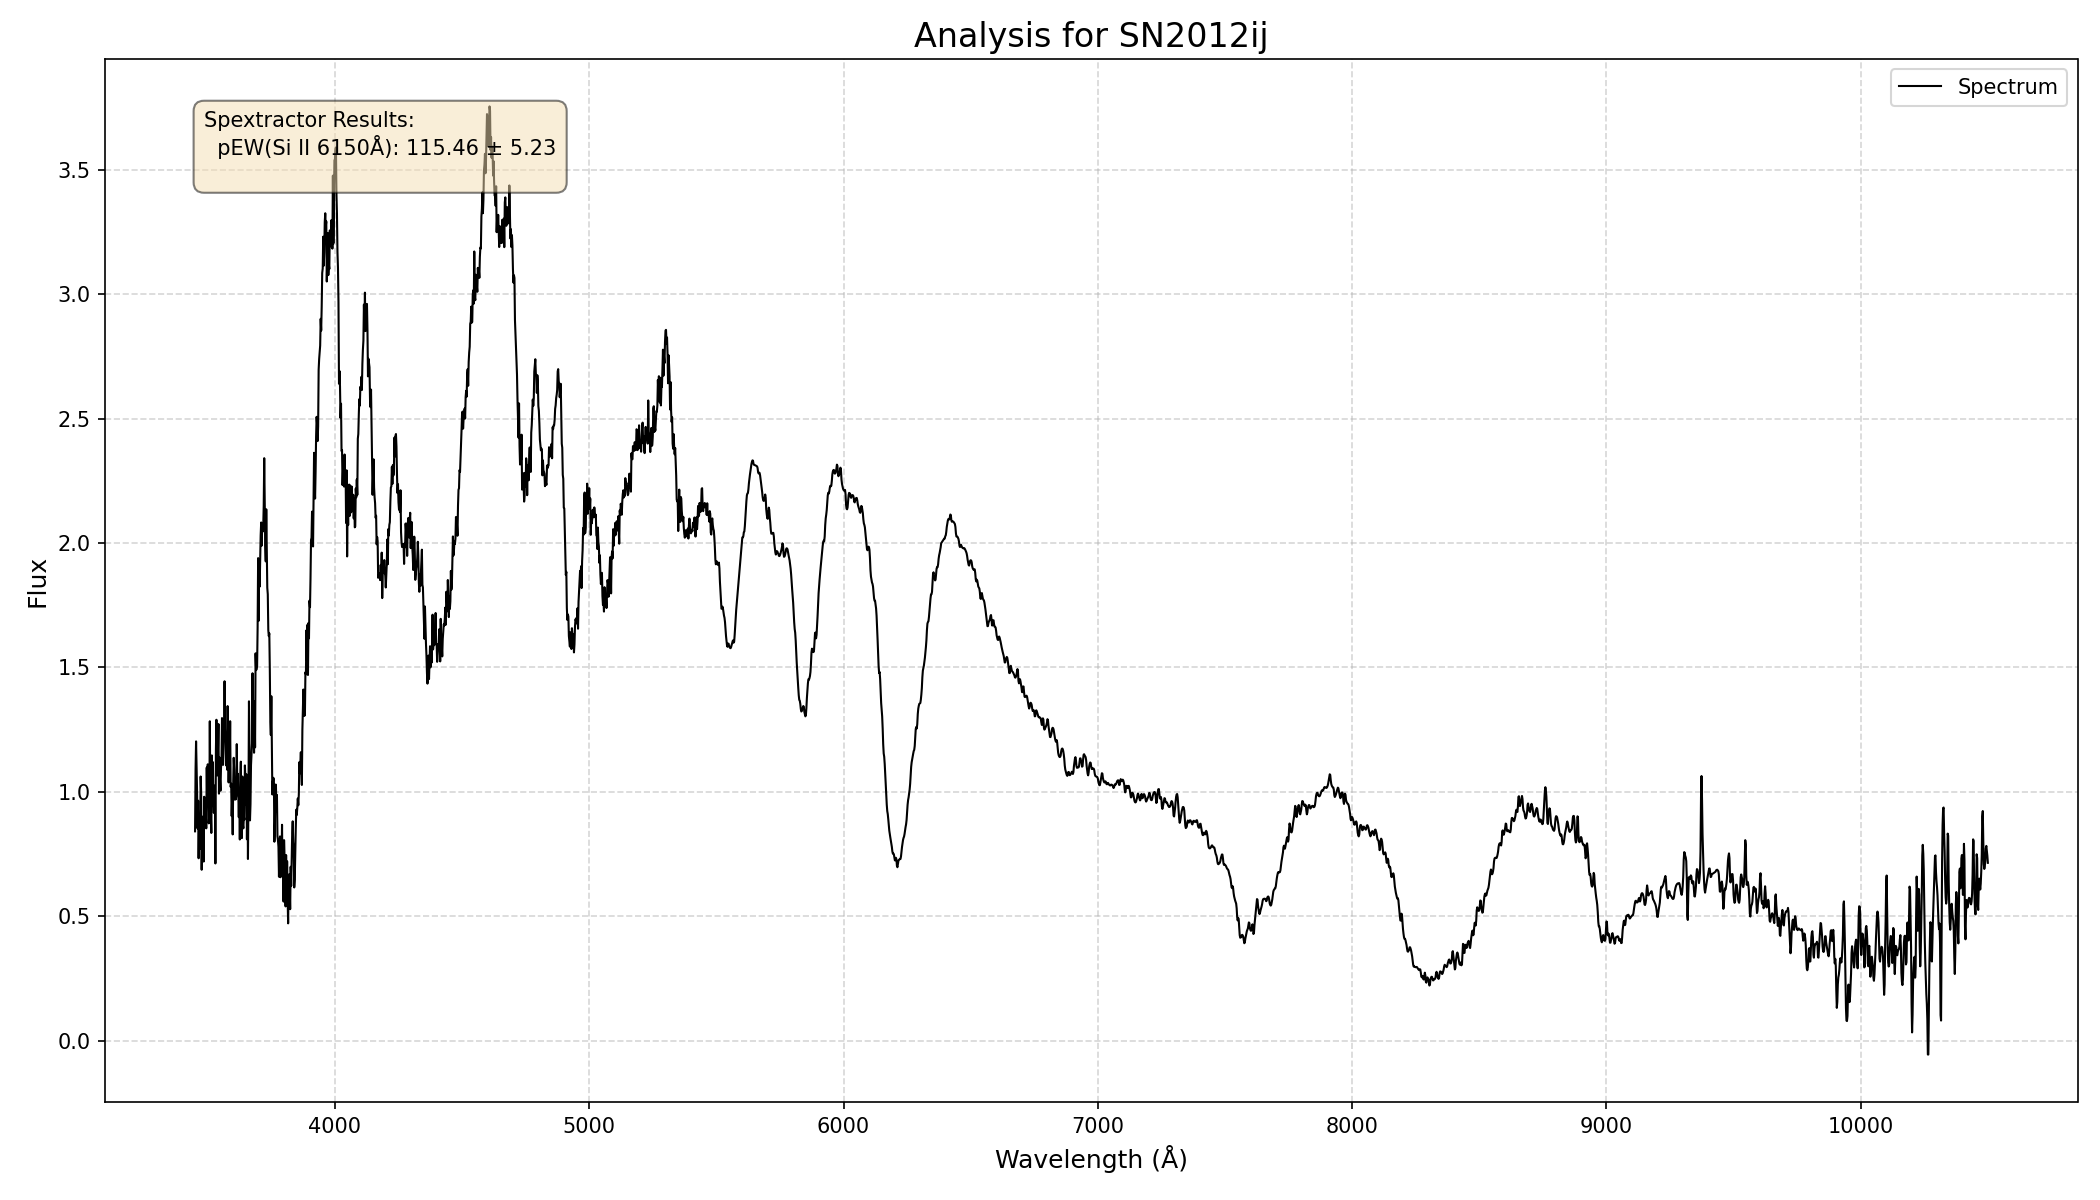 Analysis for SN2012ij
Spectrum
Spextractor Results:
pEW(Si II 6150Å): 115.46 ± 5.23
3.5
3.0
2.5
2.0
1.5
1.0
0.5
0.0
Flux
4000 5000 6000 7000 8000 9000 10000
Wavelength (Å)